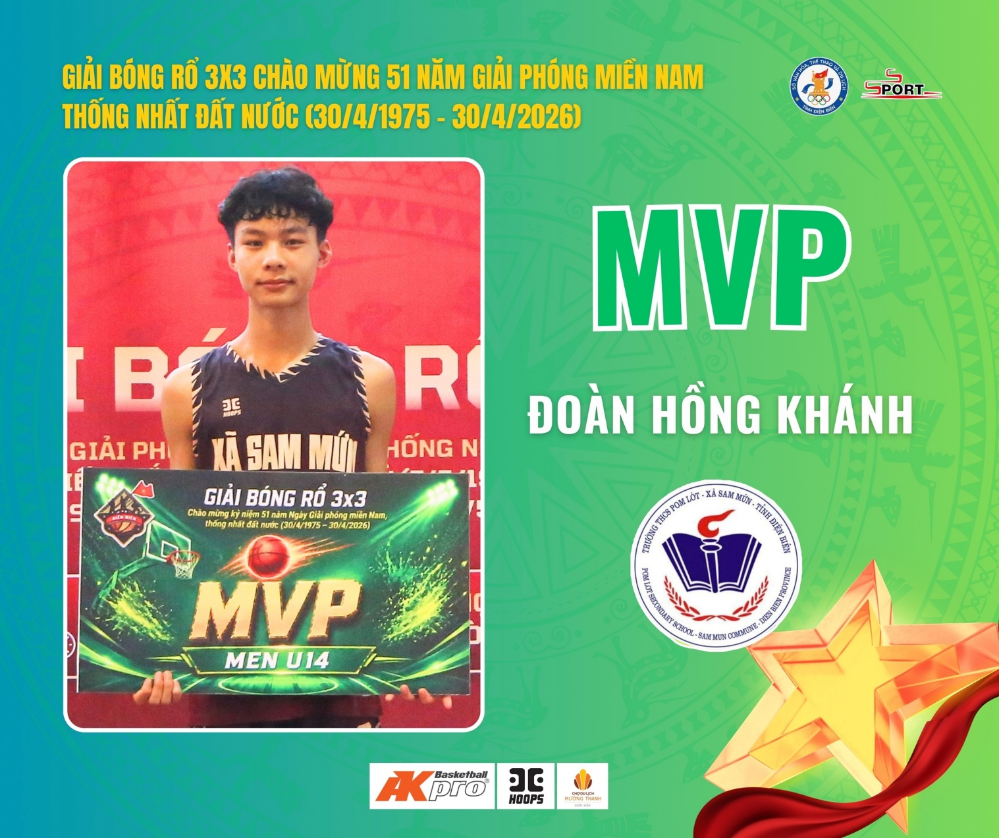 GIẢI BÓNG RỔ 3X3 CHÀO MỪNG 51 NĂM GIẢI PHÓNG MIỀN NAM
THỐNG NHẤT ĐẤT NƯỚC (30/4/1975 - 30/4/2026)
SỞ VĂN HÓA, THỂ THAO VÀ DU LỊCH
TỈNH ĐIỆN BIÊN
SSPORT
MVP
ĐOÀN HỒNG KHÁNH
TRƯỜNG THCS POM LÓT - XÃ SAM MỨN - TỈNH ĐIỆN BIÊN
POM LOT SECONDARY SCHOOL - SAM MUN COMMUNE - DIEN BIEN PROVINCE
HOOPS
XÃ SAM MỨN
GIẢI PH
HỐNG N
ĐIỆN BIÊN
GIẢI BÓNG RỔ 3x3
Chào mừng kỷ niệm 51 năm Ngày Giải phóng miền Nam,
thống nhất đất nước (30/4/1975 – 30/4/2026)
MVP
MEN U14
AK Basketball pro®
HOOPS
CHỢ DU LỊCH
MƯỜNG THANH
ĐIỆN BIÊN